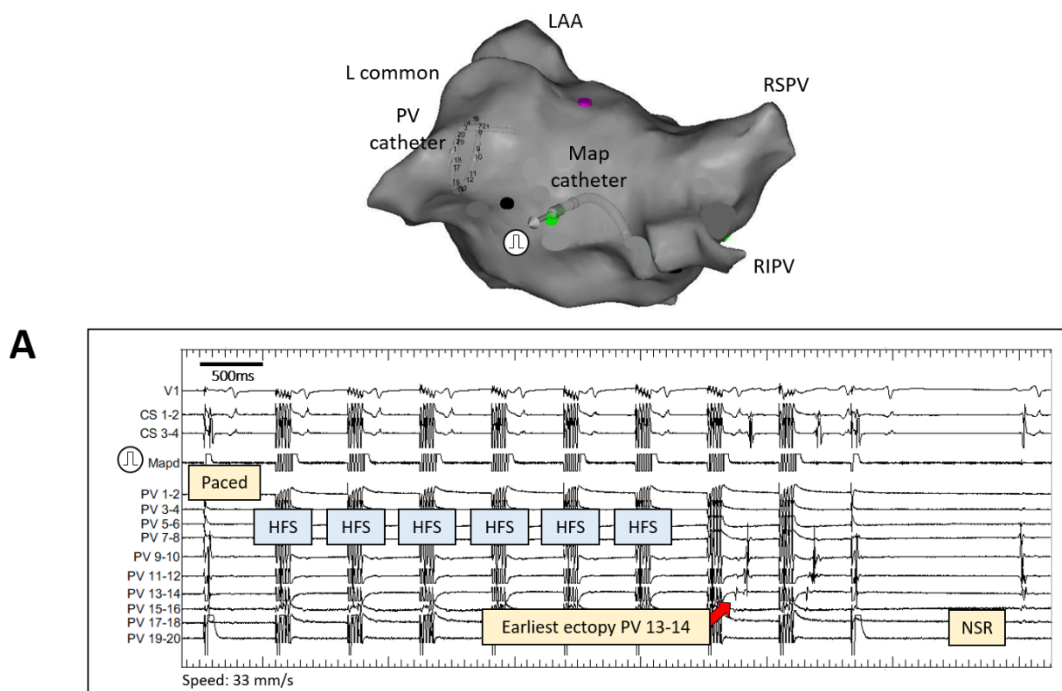 LAA
L common
RSPV
PV
catheter
Map
catheter
RIPV
A
500ms
V1
CS 1-2
CS 3-4
Mapd
Paced
PV 1-2
PV 3-4
HFS HFS HFS HFS HFS HFS
PV 5-6
PV 7-8
PV 9-10
PV 11-12
PV 13-14
PV 15-16
Earliest ectopy PV 13-14
NSR
PV 17-18
PV 19-20
Speed: 33 mm/s